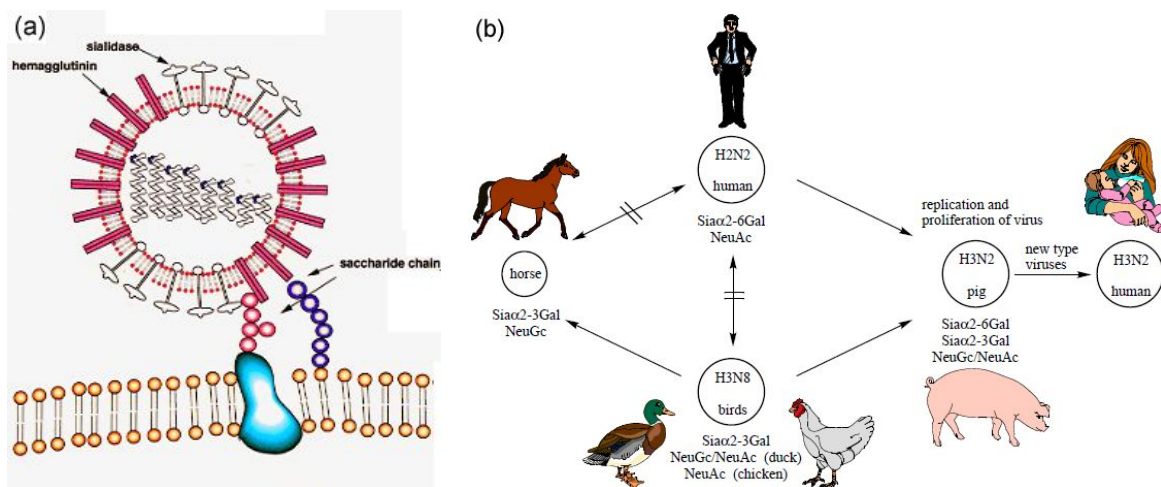 (a)
sialidase
hemagglutinin
saccharide chain
(b)
H2N2
human
Siaα2-6Gal
NeuAc
horse
Siaα2-3Gal
NeuGc
H3N8
birds
Siaα2-3Gal
NeuGc/NeuAc (duck)
NeuAc (chicken)
replication and
proliferation of virus
H3N2
pig
Siaα2-6Gal
Siaα2-3Gal
NeuGc/NeuAc
new type
viruses
H3N2
human